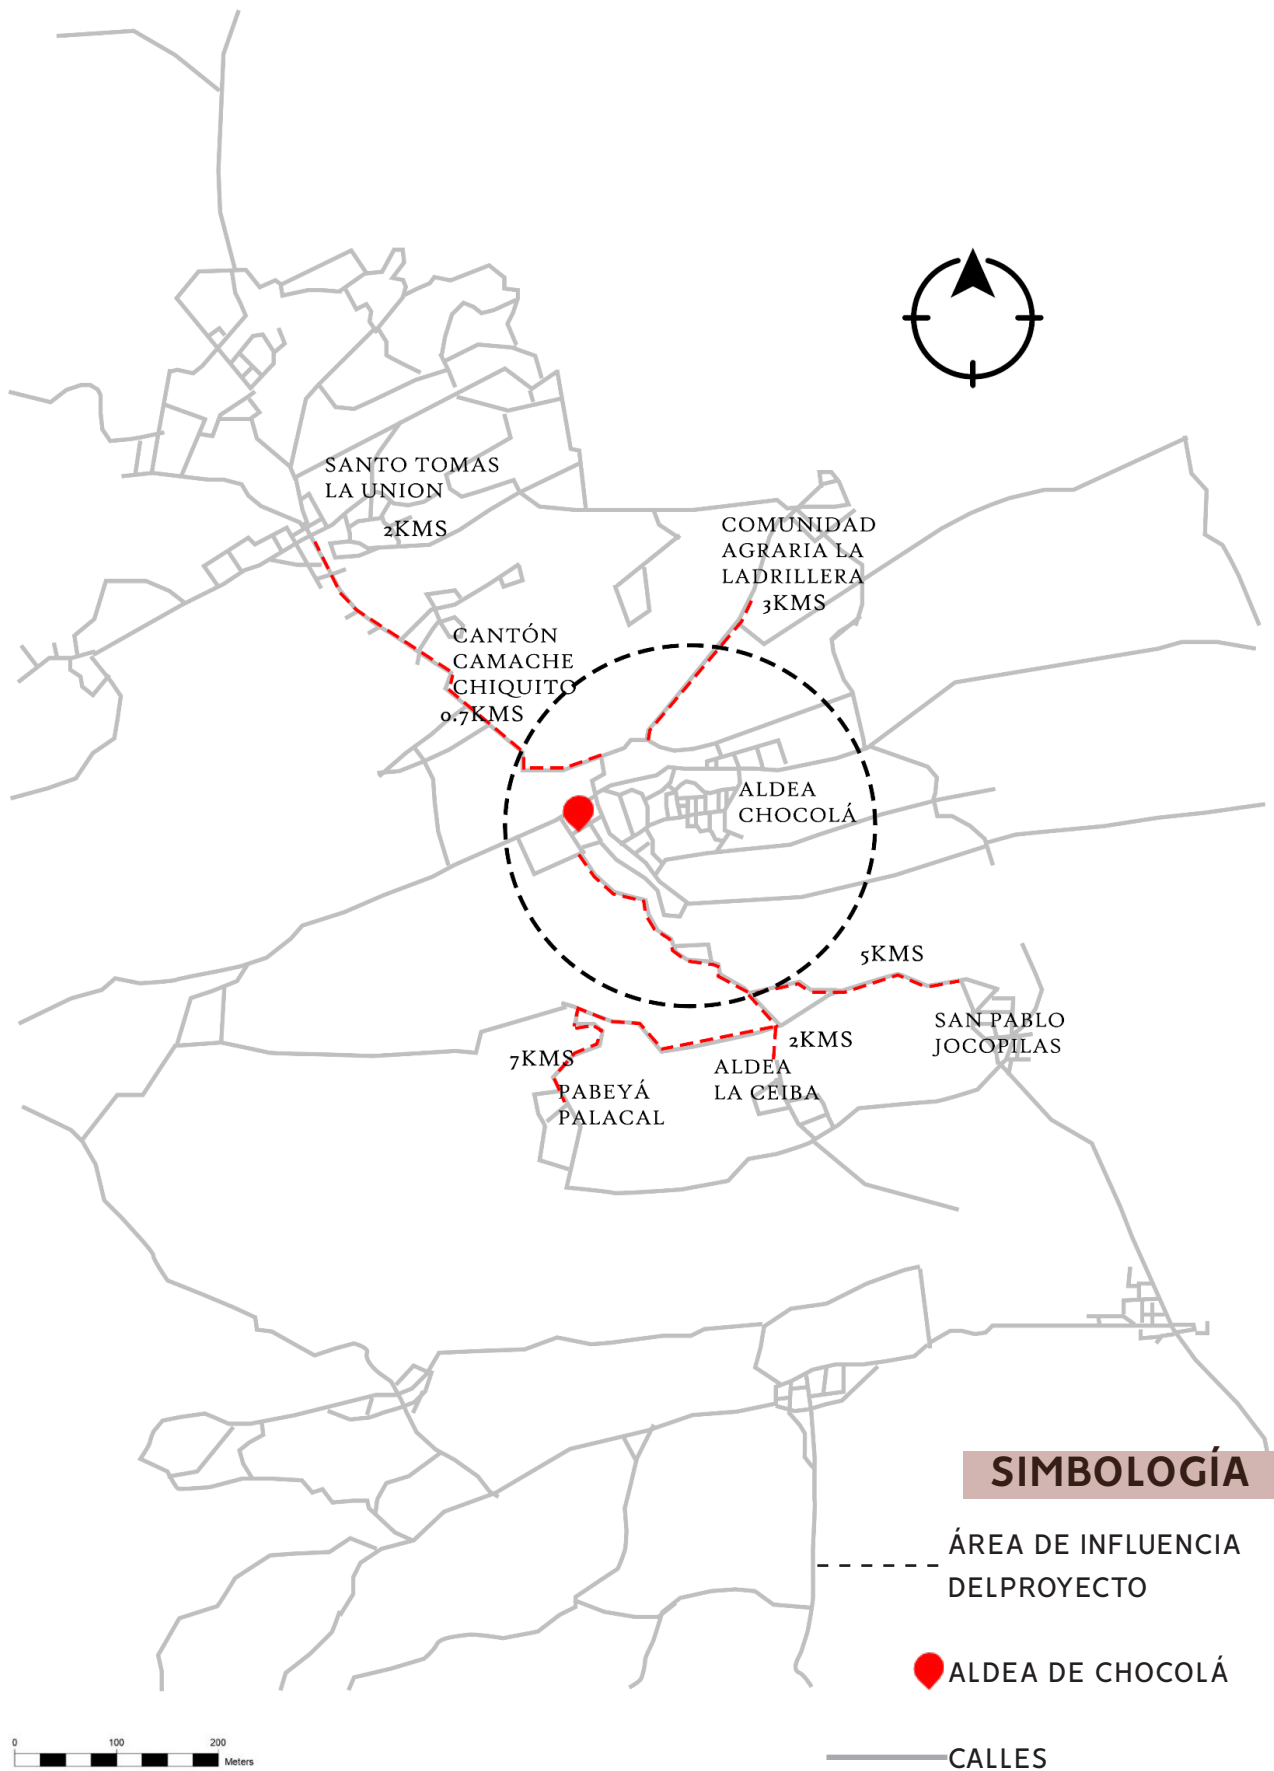 SANTO TOMAS
LA UNION
2KMS
COMUNIDAD
AGRARIA LA
LADRILLERA
3KMS
CANTÓN
CAMACHE
CHIQUITO
0.7KMS
ALDEA
CHOCOLÁ
5KMS
SAN PABLO
JOCOPILAS
2KMS
ALDEA
LA CEIBA
7KMS
PABEYÁ
PALACAL
SIMBOLOGÍA
ÁREA DE INFLUENCIA
DELPROYECTO
ALDEA DE CHOCOLÁ
CALLES
0 100 200
Meters